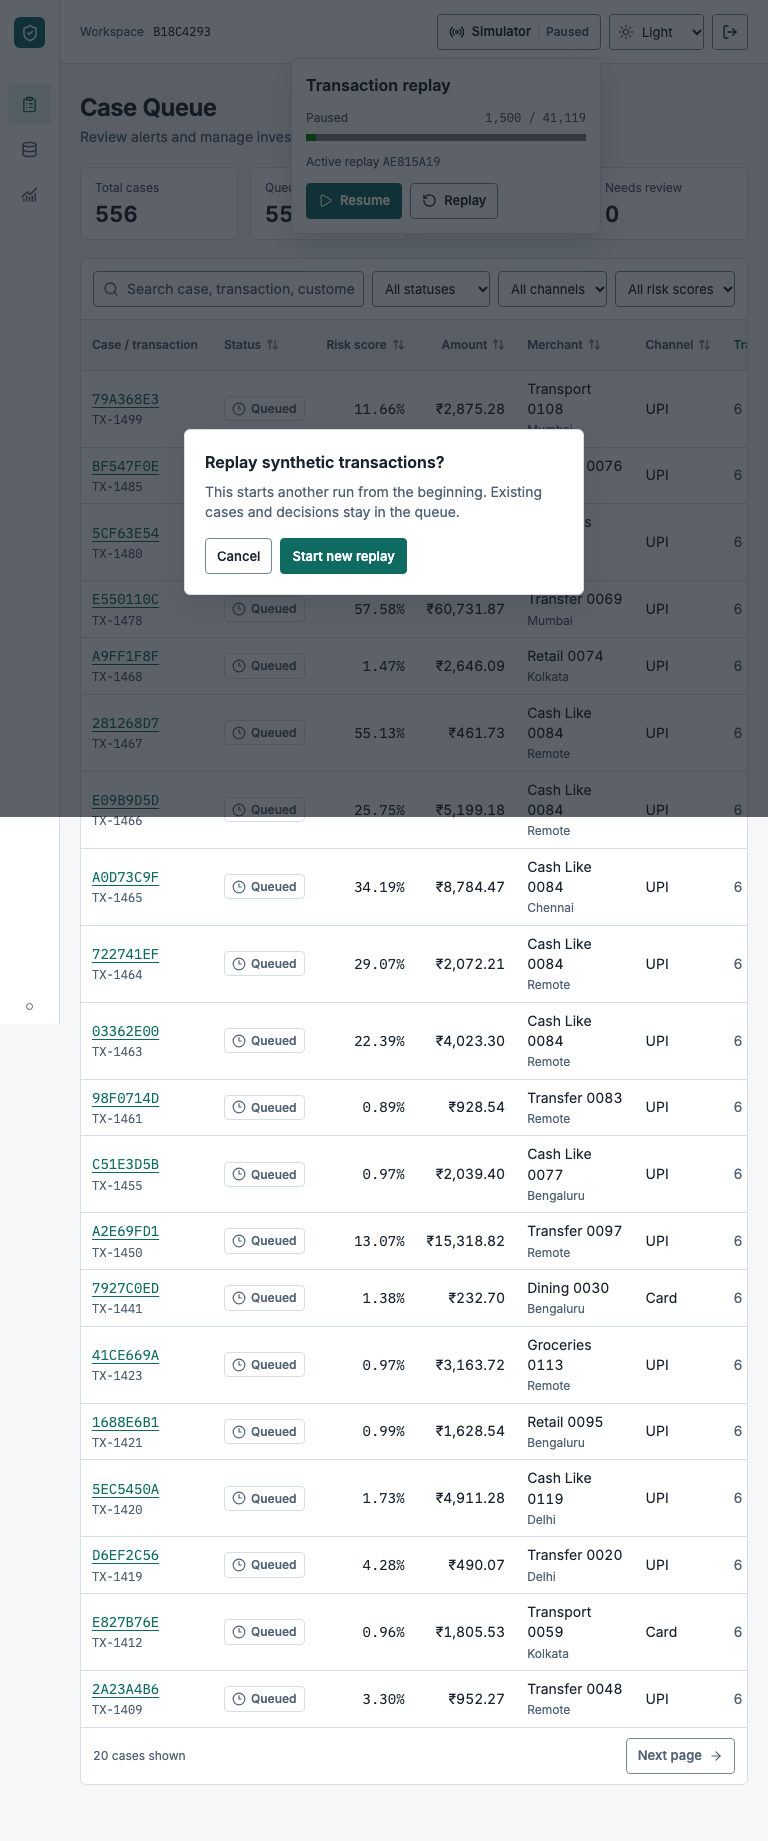 Workspace B18C4293
Simulator Paused
Light
Transaction replay
Paused 1,500 / 41,119
Active replay AE815A19
Resume Replay
Case Queue
Review alerts and manage inves
Total cases
556
Queu
55
Needs review
0
Search case, transaction, custome
All statuses
All channels
All risk scores
Case / transaction Status Risk score Amount Merchant Channel Tra
79A368E3 TX-1499 Queued 11.66% ₹2,875.28 Transport 0108 Mumbai UPI 6
BF547F0E TX-1485 0076 UPI 6
5CF63E54 TX-1480 s UPI 6
Replay synthetic transactions?
This starts another run from the beginning. Existing
cases and decisions stay in the queue.
Cancel Start new replay
E550110C TX-1478 Queued 57.58% ₹60,731.87 Transfer 0069 Mumbai UPI 6
A9FF1F8F TX-1468 Queued 1.47% ₹2,646.09 Retail 0074 Kolkata UPI 6
281268D7 TX-1467 Queued 55.13% ₹461.73 Cash Like 0084 Remote UPI 6
E09B9D5D TX-1466 Queued 25.75% ₹5,199.18 Cash Like 0084 Remote UPI 6
A0D73C9F TX-1465 Queued 34.19% ₹8,784.47 Cash Like 0084 Chennai UPI 6
722741EF TX-1464 Queued 29.07% ₹2,072.21 Cash Like 0084 Remote UPI 6
03362E00 TX-1463 Queued 22.39% ₹4,023.30 Cash Like 0084 Remote UPI 6
98F0714D TX-1461 Queued 0.89% ₹928.54 Transfer 0083 Remote UPI 6
C51E3D5B TX-1455 Queued 0.97% ₹2,039.40 Cash Like 0077 Bengaluru UPI 6
A2E69FD1 TX-1450 Queued 13.07% ₹15,318.82 Transfer 0097 Remote UPI 6
7927C0ED TX-1441 Queued 1.38% ₹232.70 Dining 0030 Bengaluru Card 6
41CE669A TX-1423 Queued 0.97% ₹3,163.72 Groceries 0113 Remote UPI 6
1688E6B1 TX-1421 Queued 0.99% ₹1,628.54 Retail 0095 Bengaluru UPI 6
5EC5450A TX-1420 Queued 1.73% ₹4,911.28 Cash Like 0119 Delhi UPI 6
D6EF2C56 TX-1419 Queued 4.28% ₹490.07 Transfer 0020 Delhi UPI 6
E827B76E TX-1412 Queued 0.96% ₹1,805.53 Transport 0059 Kolkata Card 6
2A23A4B6 TX-1409 Queued 3.30% ₹952.27 Transfer 0048 Remote UPI 6
20 cases shown
Next page